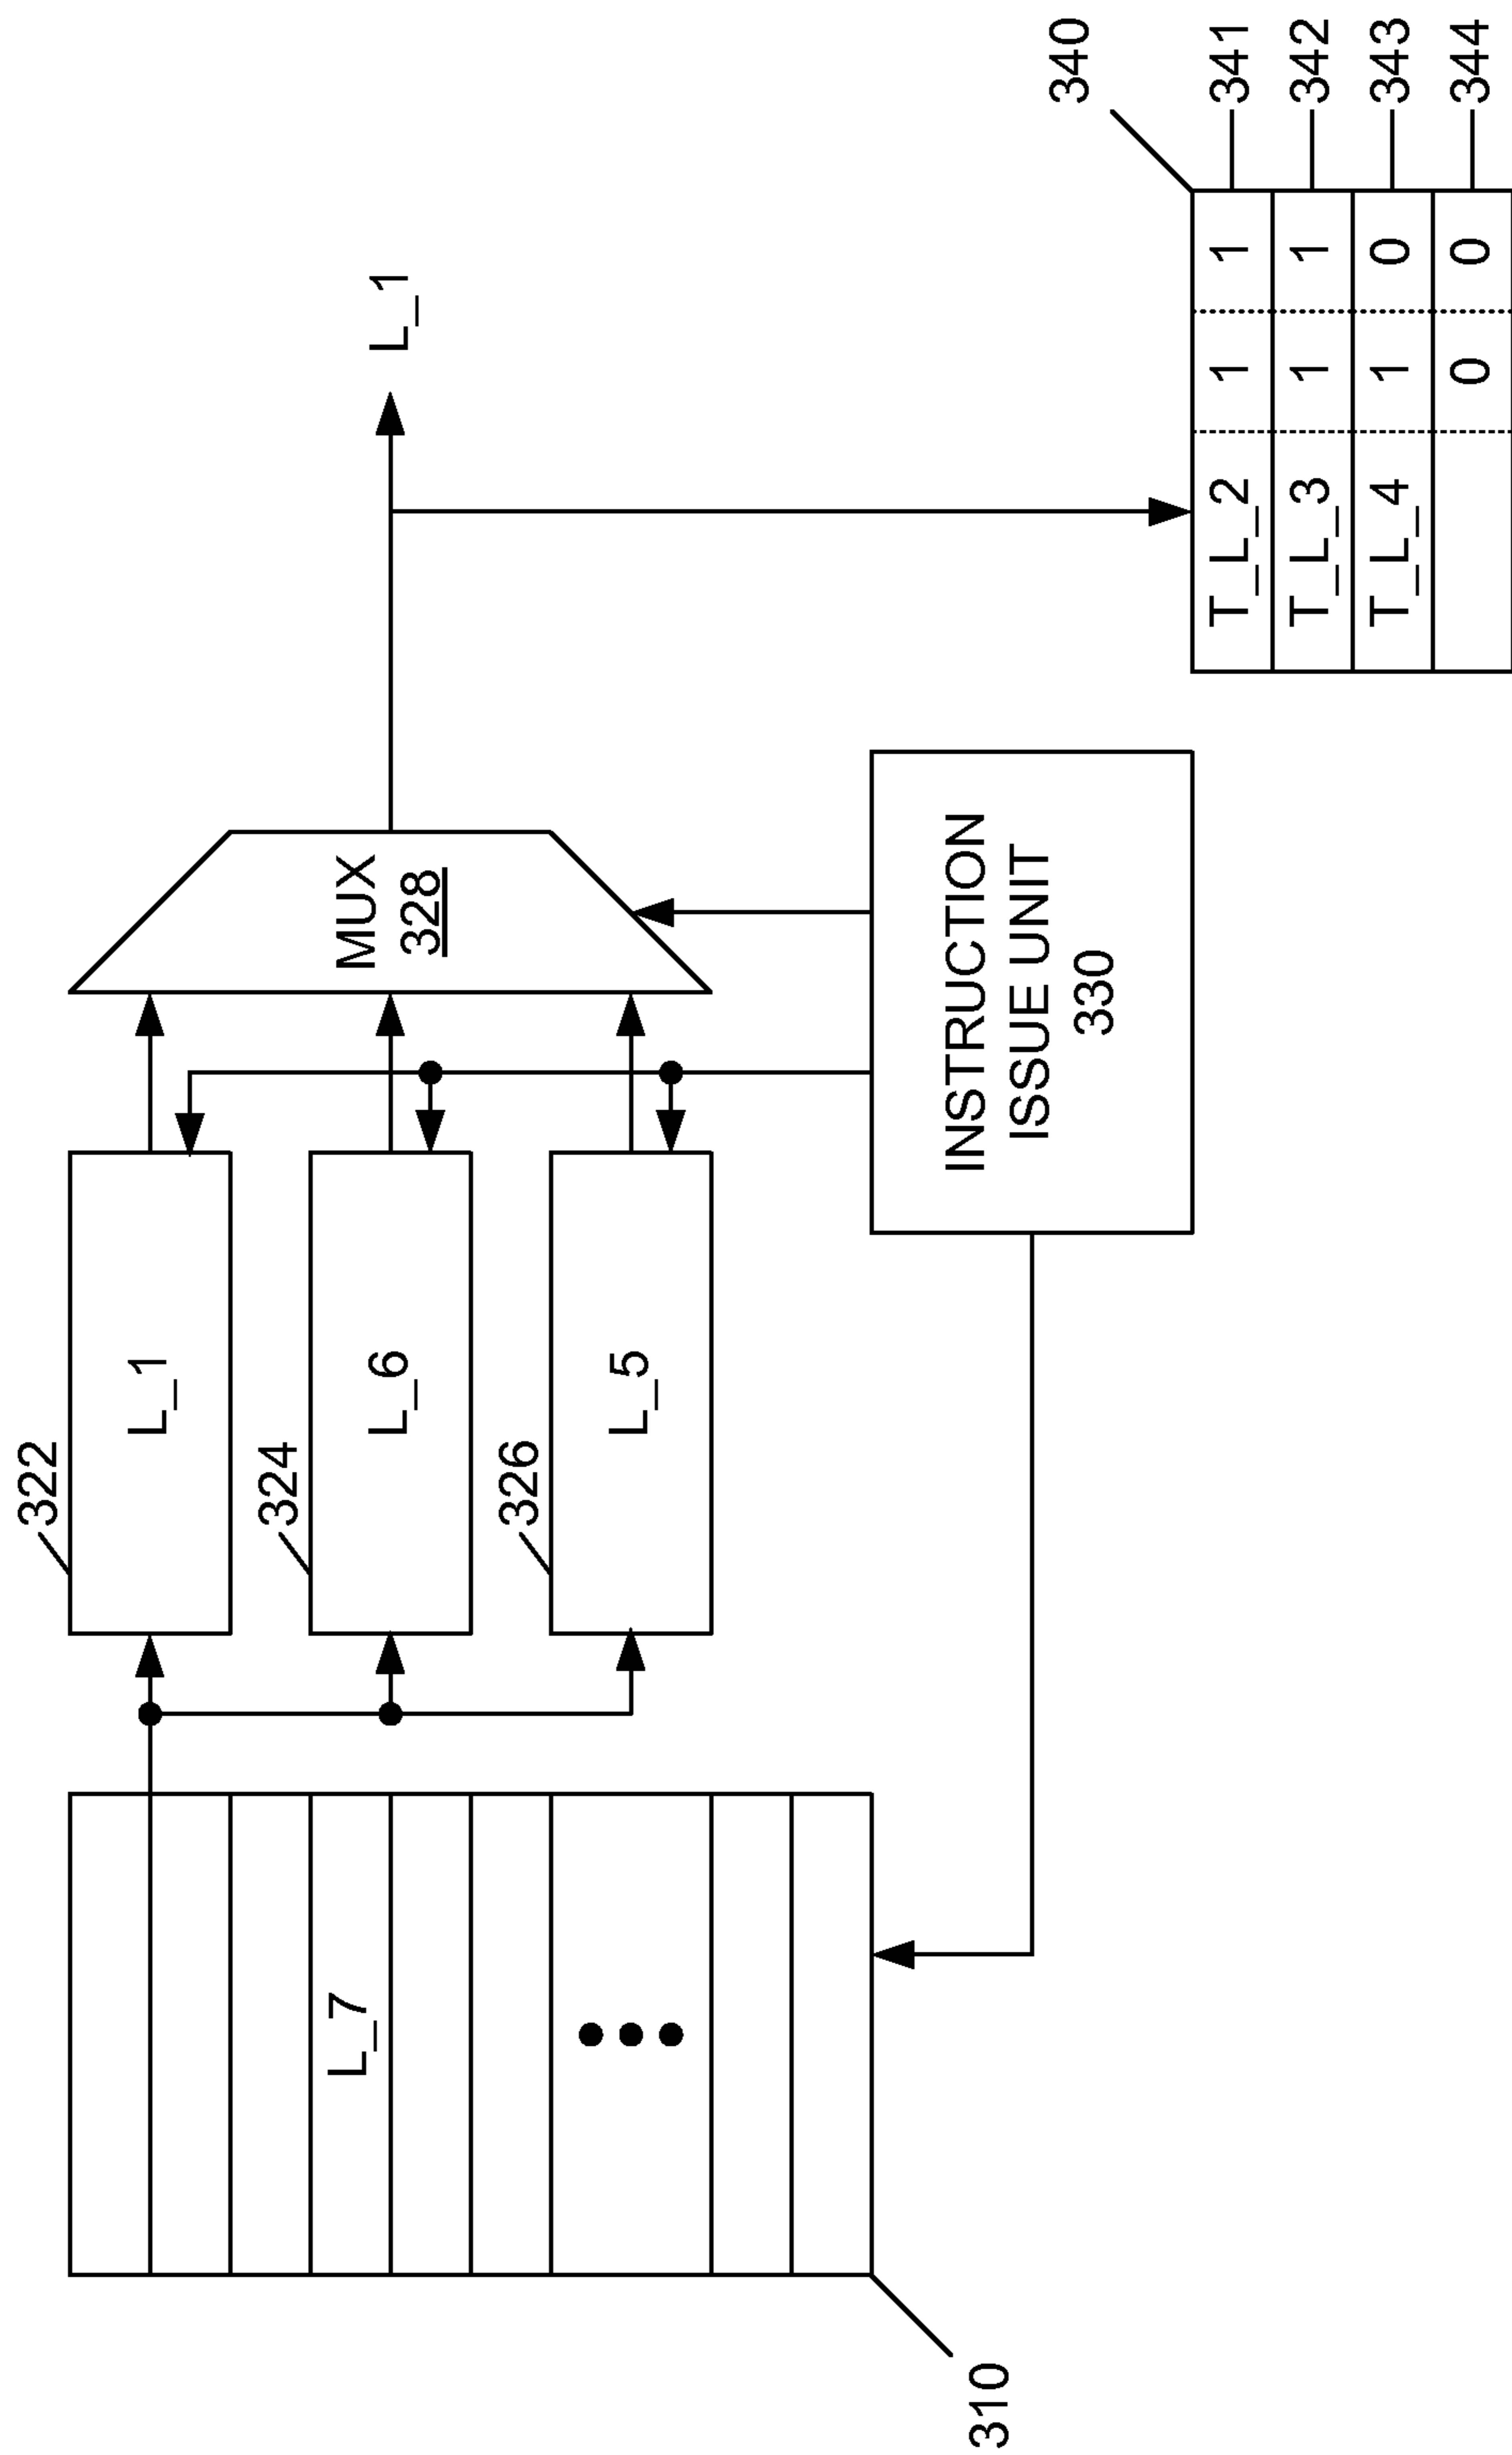 322
L_1
324
L_7
L_6
MUX
328
L_1
326
L_5
INSTRUCTION
ISSUE UNIT
330
310
340
T_L_2 1 1 341
T_L_3 1 1 342
T_L_4 1 0 343
0 0 344